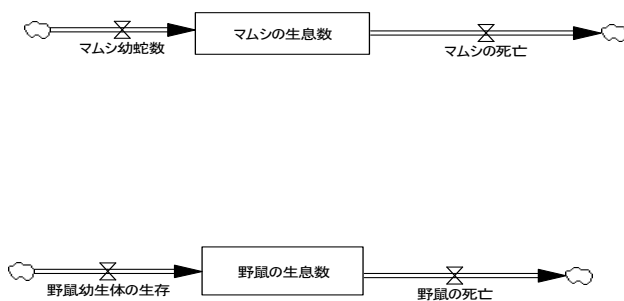 マムシの生息数
マムシ幼蛇数
マムシの死亡
野鼠の生息数
野鼠幼生体の生存
野鼠の死亡